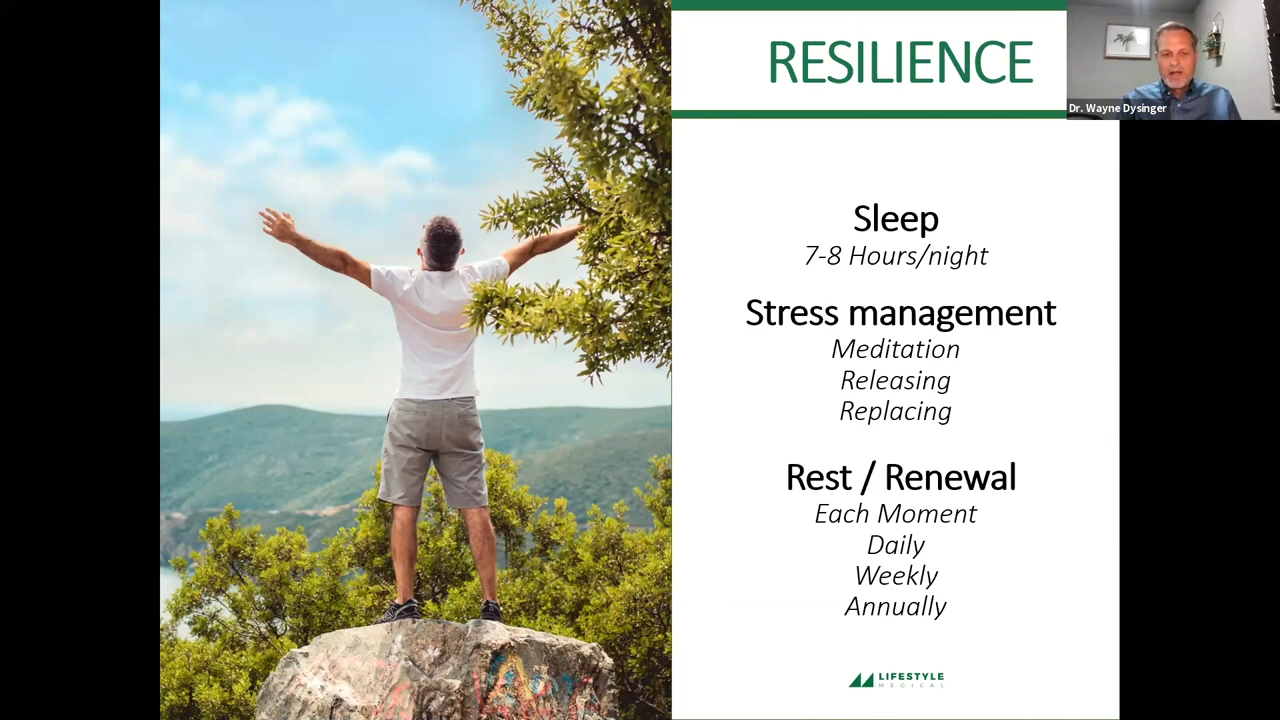 RESILIENCE
Dr. Wayne Dysinger
Sleep
7-8 Hours/night
Stress management
Meditation
Releasing
Replacing
Rest / Renewal
Each Moment
Daily
Weekly
Annually
LIFESTYLE
MEDICAL